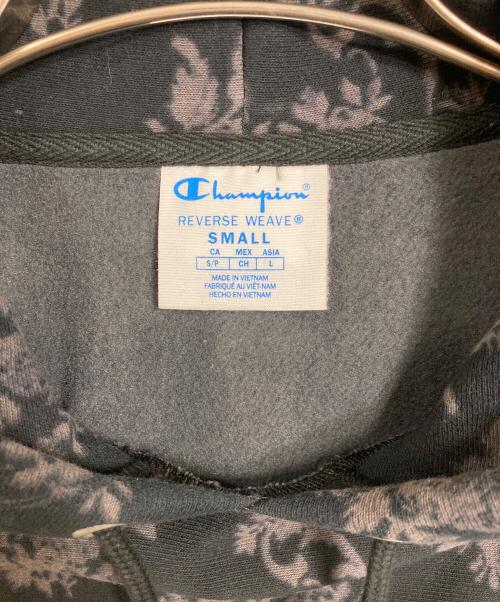 Champion®
REVERSE WEAVE®
SMALL
CA MEX ASIA
S/P CH L
MADE IN VIETNAM
FABRIQUÉ AU VIÊT-NAM
HECHO EN VIETNAM